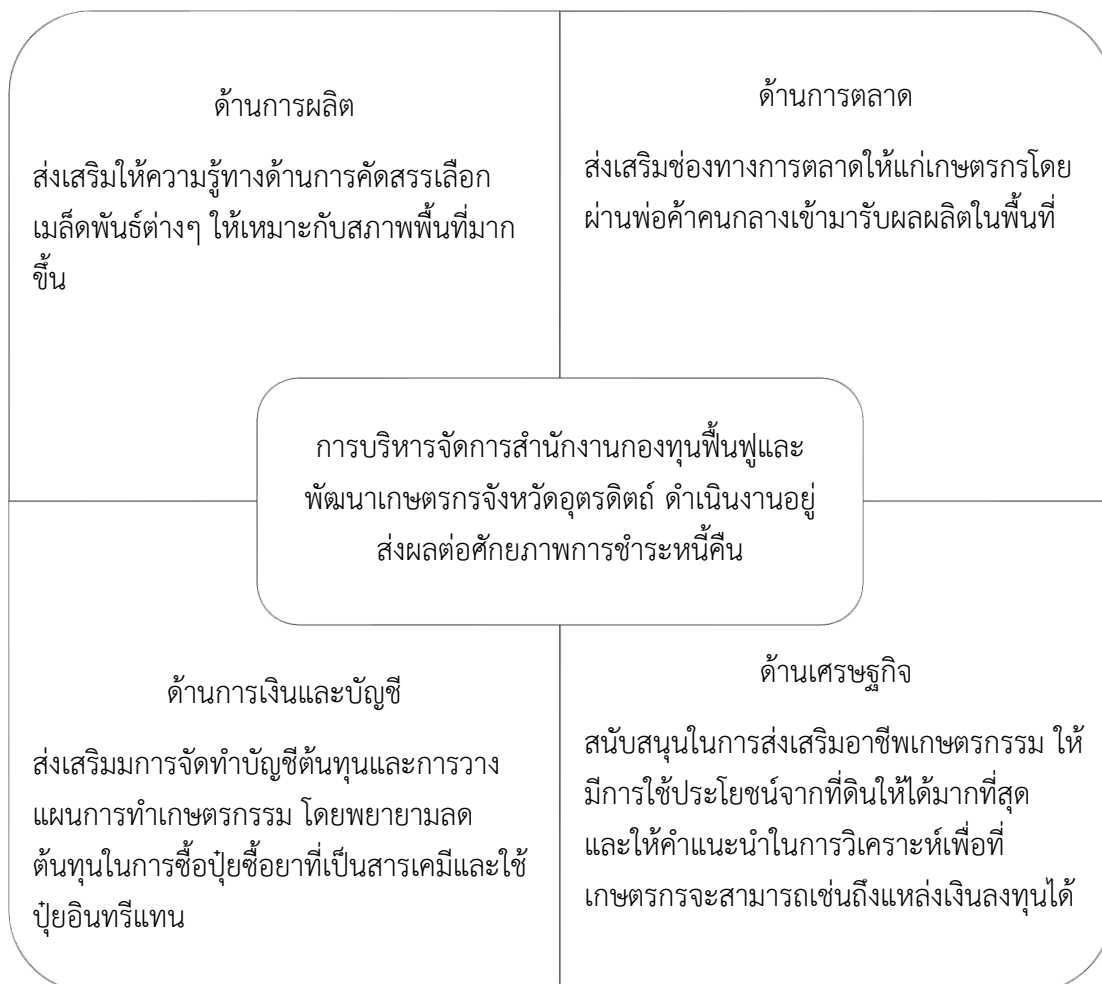 ด้านการผลิต
ส่งเสริมให้ความรู้ทางด้านการคัดสรรเลือก
เมล็ดพันธ์ต่างๆ ให้เหมาะกับสภาพพื้นที่มาก
ขึ้น
ด้านการตลาด
ส่งเสริมช่องทางการตลาดให้แก่เกษตรกรโดย
ผ่านพ่อค้าคนกลางเข้ามารับผลผลิตในพื้นที่
การบริหารจัดการสำนักงานกองทุนฟื้นฟูและ
พัฒนาเกษตรกรจังหวัดอุตรดิตถ์ ดำเนินงานอยู่
ส่งผลต่อศักยภาพการชำระหนี้คืน
ด้านการเงินและบัญชี
ส่งเสริมมการจัดทำบัญชีต้นทุนและการวาง
แผนการทำเกษตรกรรม โดยพยายามลด
ต้นทุนในการซื้อปุ๋ยซื้อยาที่เป็นสารเคมีและใช้
ปุ๋ยอินทรีแทน
ด้านเศรษฐกิจ
สนับสนุนในการส่งเสริมอาชีพเกษตรกรรม ให้
มีการใช้ประโยชน์จากที่ดินให้ได้มากที่สุด
และให้คำแนะนำในการวิเคราะห์เพื่อที่
เกษตรกรจะสามารถเช่นถึงแหล่งเงินลงทุนได้